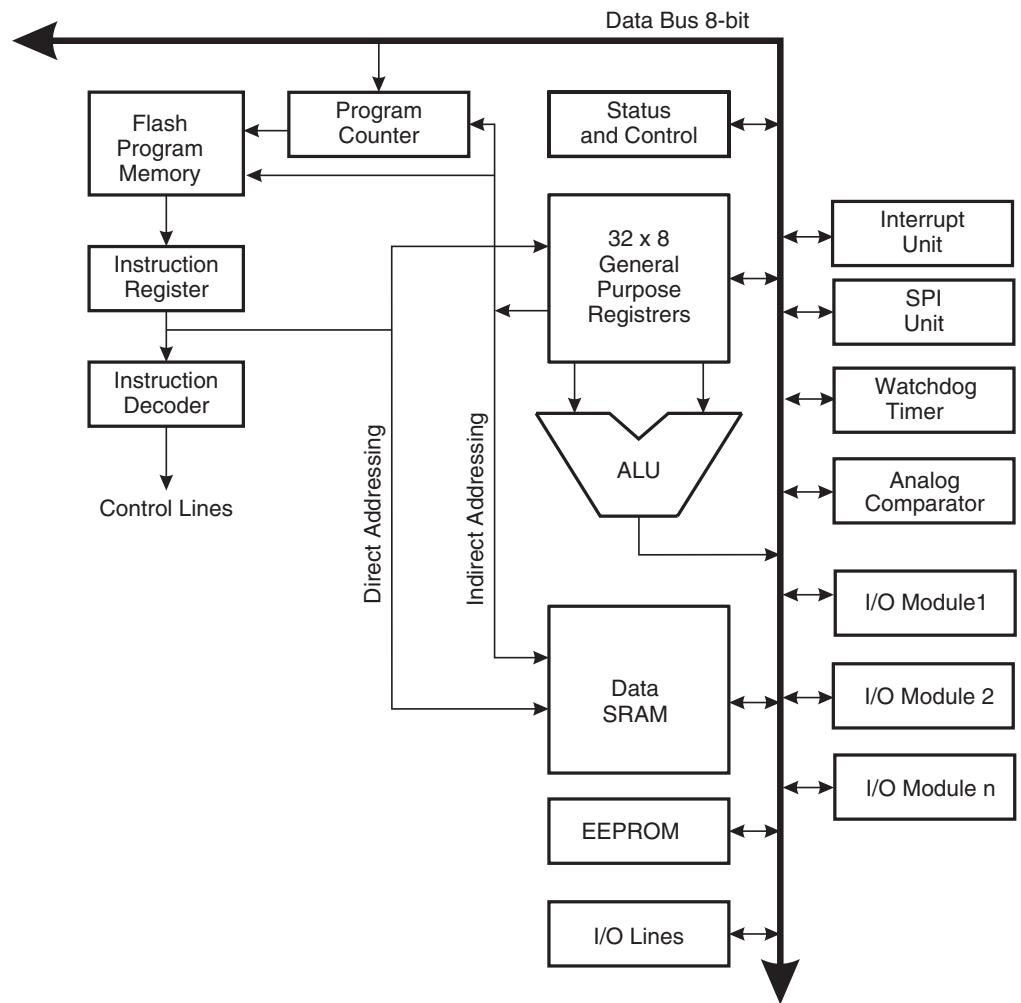 Data Bus 8-bit
Flash
Program
Memory
Program
Counter
Status
and Control
32 x 8
General
Purpose
Registrers
Interrupt
Unit
Instruction
Register
SPI
Unit
Instruction
Decoder
Watchdog
Timer
Control Lines
Direct Addressing
Indirect Addressing
ALU
Analog
Comparator
I/O Module1
Data
SRAM
I/O Module 2
I/O Module n
EEPROM
I/O Lines